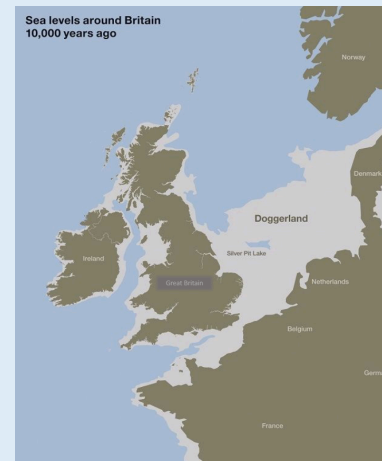 Sea levels around Britain
10,000 years ago
Norway
Denmark
Doggerland
Silver Pit Lake
Ireland
Great Britain
Netherlands
Belgium
Germ
France